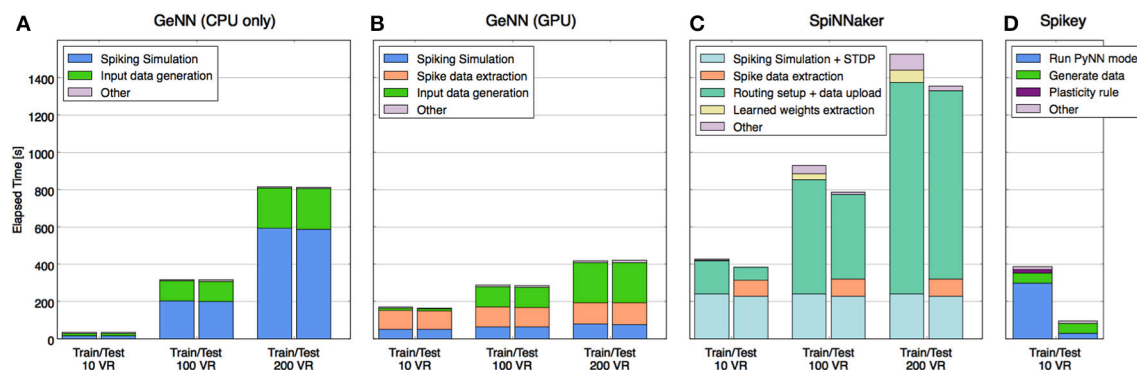 A
GeNN (CPU only)
Spiking Simulation
Input data generation
Other
Elapsed Time [s]
1400
1200
1000
800
600
400
200
0
Train/Test
10 VR
Train/Test
100 VR
Train/Test
200 VR
B
GeNN (GPU)
Spiking Simulation
Spike data extraction
Input data generation
Other
Train/Test
10 VR
Train/Test
100 VR
Train/Test
200 VR
C
SpiNNaker
Spiking Simulation + STDP
Spike data extraction
Routing setup + data upload
Learned weights extraction
Other
Train/Test
10 VR
Train/Test
100 VR
Train/Test
200 VR
D
Spikey
Run PyNN model
Generate data
Plasticity rule
Other
Train/Test
10 VR